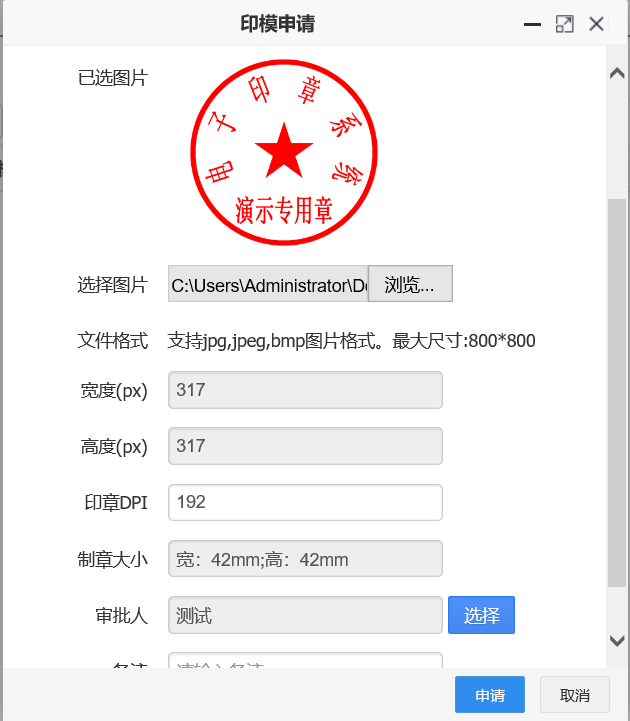 印模申请
已选图片
电子印章系统
演示专用章
选择图片 C:\Users\Administrator\De 浏览...
文件格式 支持jpg,jpeg,bmp图片格式。最大尺寸:800*800
宽度(px) 317
高度(px) 317
印章DPI 192
制章大小 宽：42mm;高：42mm
审批人 测试 选择
申请 取消